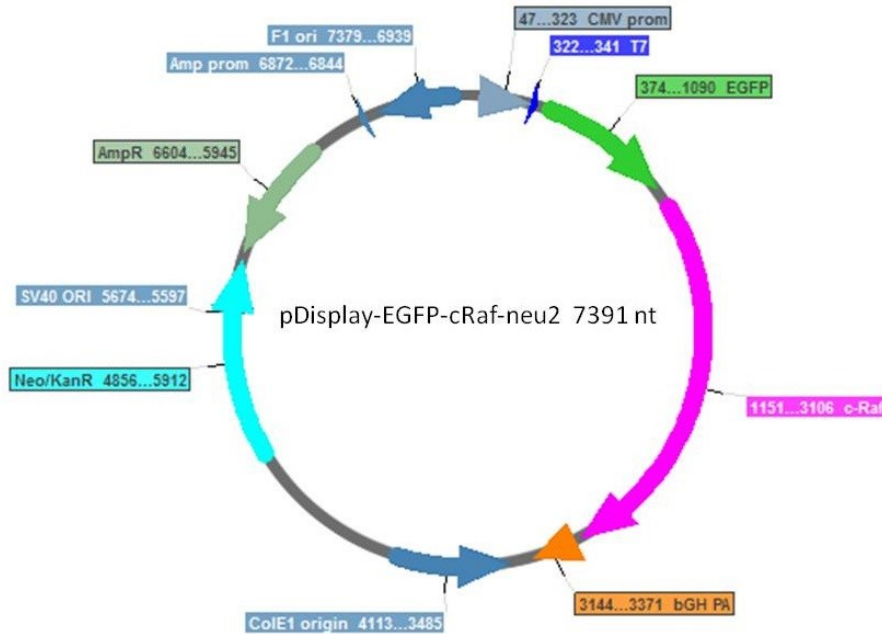 F1 ori 7379...6939
47...323 CMV prom
322...341 T7
Amp prom 6872...6844
374...1090 EGFP
AmpR 6604...5945
SV40 ORI 5674...5597
pDisplay-EGFP-cRaf-neu2 7391 nt
Neo/KanR 4856...5912
1151...3106 c-Raf
3144...3371 bGH PA
ColE1 origin 4113...3485